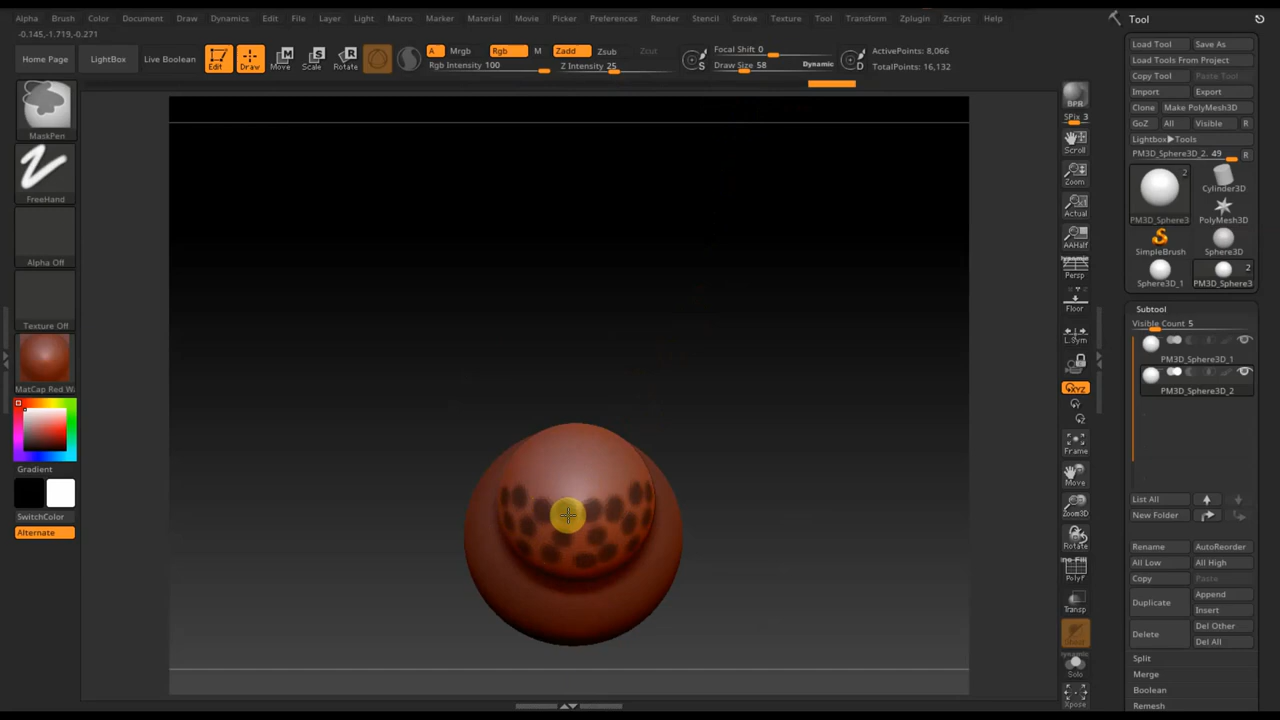 Alpha Brush Color Document Draw Dynamics Edit File Layer Light Macro Marker Material Movie Picker Preferences Render Stencil Stroke Texture Tool Transform Zplugin Zscript Help
Tool
-0.145,-1.719,-0.271
Home Page LightBox Live Boolean Edit Draw Move Scale Rotate
A Mrgb Rgb M Zadd Zsub Zcut
Rgb Intensity 100 Z Intensity 25
Focal Shift 0
Draw Size 58 Dynamic
S D
ActivePoints: 8,066
TotalPoints: 16,132
MaskPen
FreeHand
Alpha Off
Texture Off
MatCap Red Wa
Gradient
SwitchColor
Alternate
BPR
SPix 3
Scroll
Zoom
Actual
AAHalf
Persp
Floor
L.Sym
XYZ
Y
Z
Frame
Move
Zoom3D
Rotate
PolyF
Transp
Solo
Xpose
Load Tool Save As
Load Tools From Project
Copy Tool Paste Tool
Import Export
Clone Make PolyMesh3D
GoZ All Visible R
Lightbox▶Tools
PM3D_Sphere3D_2. 49 R
2
PM3D_Sphere3
Cylinder3D
PolyMesh3D
SimpleBrush Sphere3D
2
Sphere3D_1 PM3D_Sphere3
Subtool
Visible Count 5
PM3D_Sphere3D_1
PM3D_Sphere3D_2
List All
New Folder
Rename AutoReorder
All Low All High
Copy Paste
Duplicate Append
Insert
Delete Del Other
Del All
Split
Merge
Boolean
Remesh